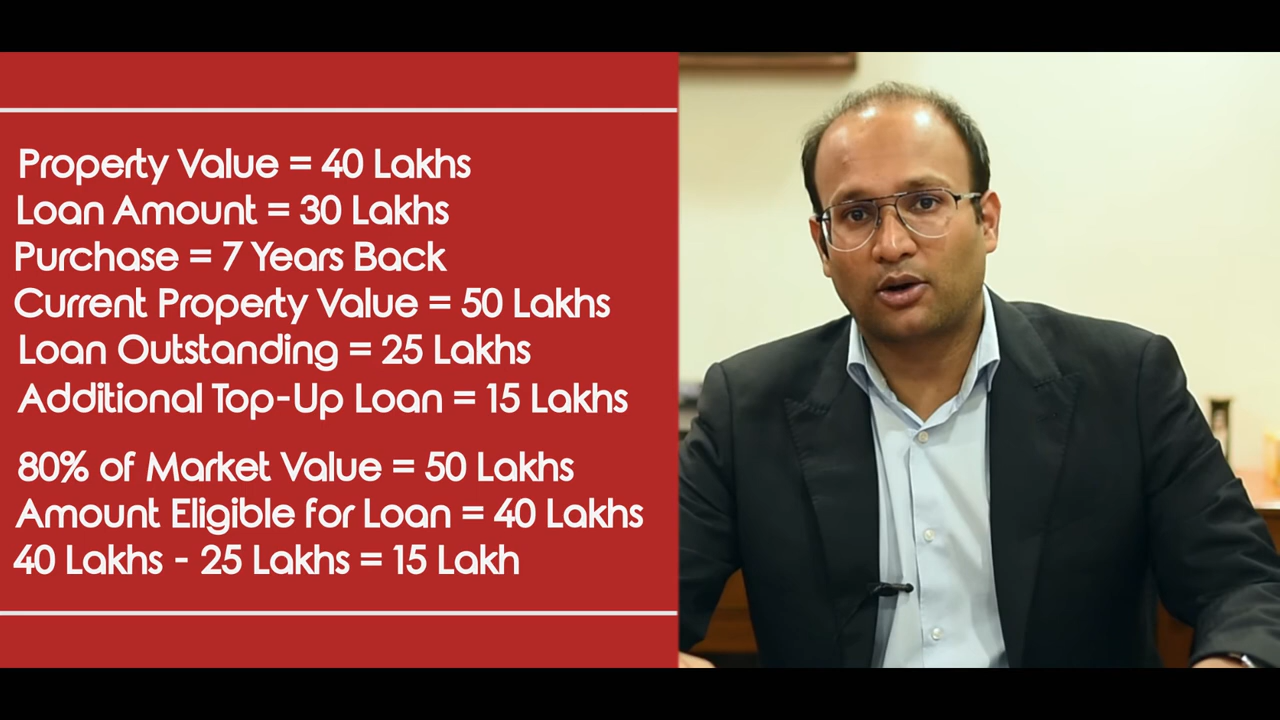 Property Value = 40 Lakhs
Loan Amount = 30 Lakhs
Purchase = 7 Years Back
Current Property Value = 50 Lakhs
Loan Outstanding = 25 Lakhs
Additional Top-Up Loan = 15 Lakhs
80% of Market Value = 50 Lakhs
Amount Eligible for Loan = 40 Lakhs
40 Lakhs - 25 Lakhs = 15 Lakh